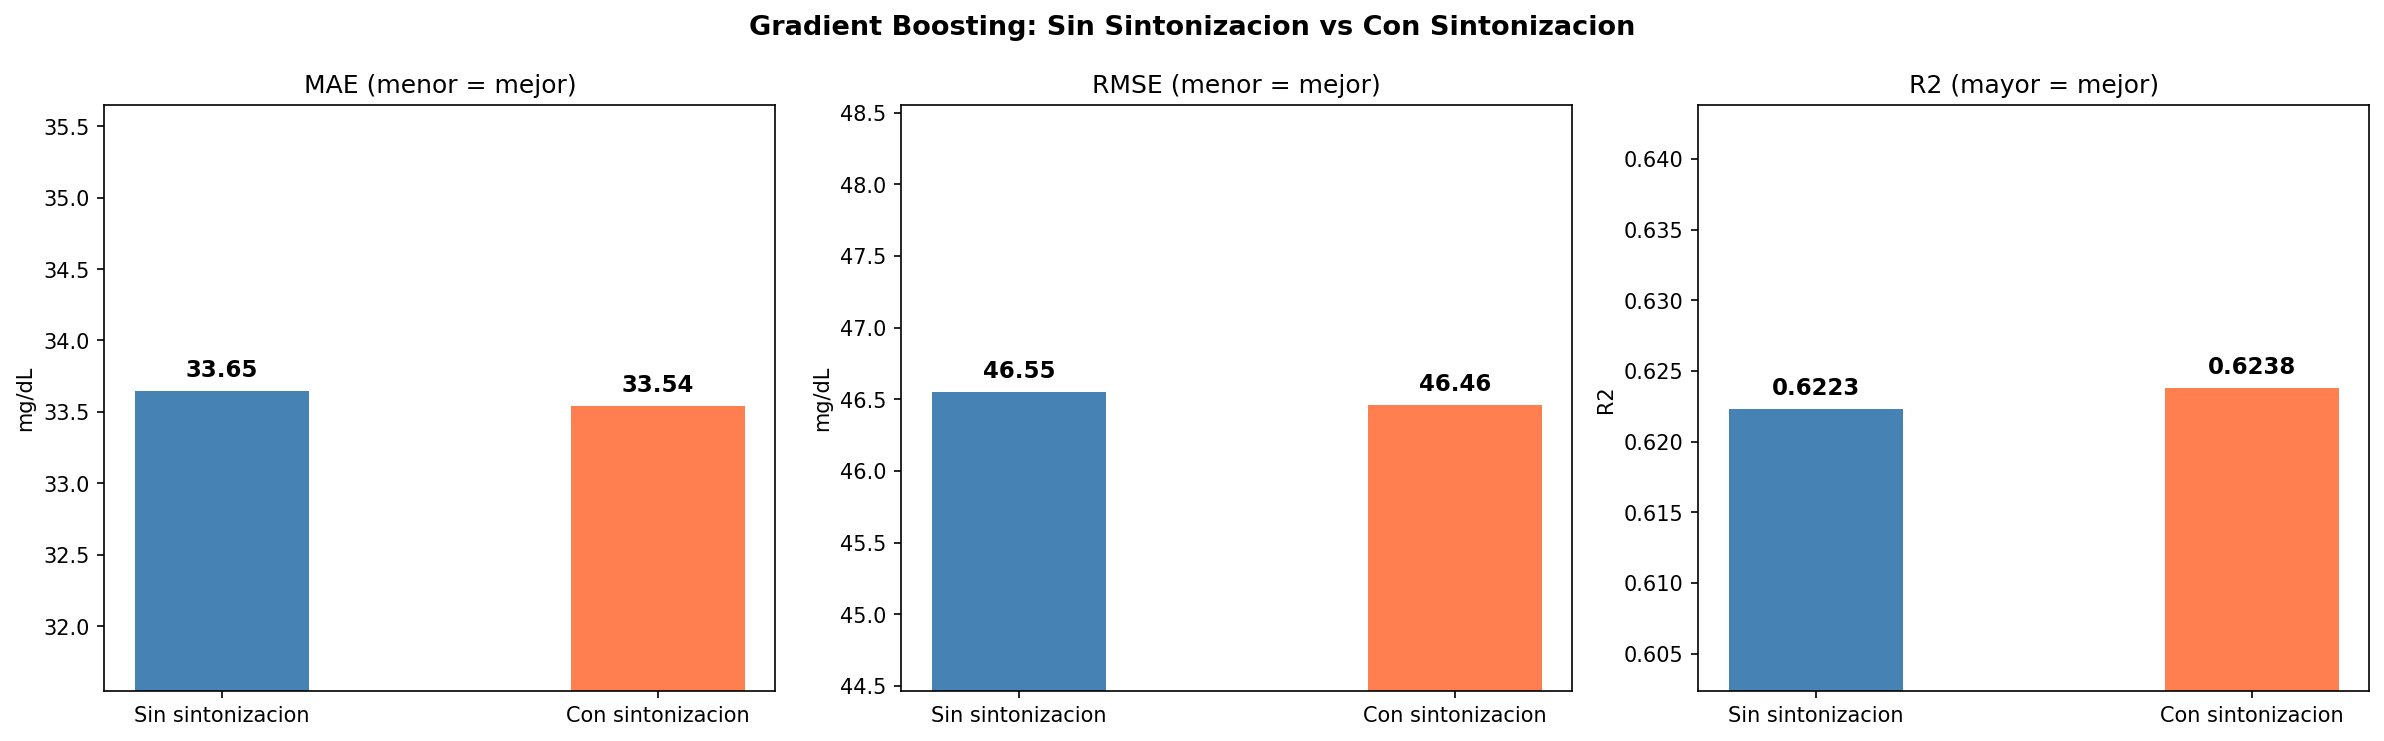 Gradient Boosting: Sin Sintonizacion vs Con Sintonizacion
MAE (menor = mejor)
35.5
35.0
34.5
34.0
33.5
33.0
32.5
32.0
mg/dL
33.65
33.54
Sin sintonizacion
Con sintonizacion
RMSE (menor = mejor)
48.5
48.0
47.5
47.0
46.5
46.0
45.5
45.0
44.5
mg/dL
46.55
46.46
Sin sintonizacion
Con sintonizacion
R2 (mayor = mejor)
0.640
0.635
0.630
0.625
0.620
0.615
0.610
0.605
R2
0.6223
0.6238
Sin sintonizacion
Con sintonizacion